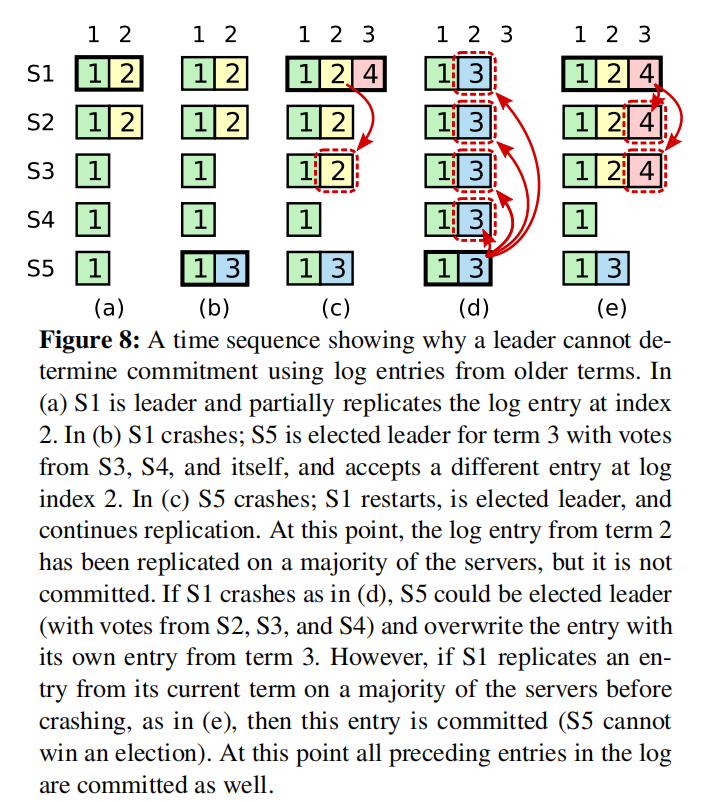 1 2 1 2 1 2 3 1 2 3 1 2 3
S1 1 2 1 2 1 2 4 1 3 1 2 4
S2 1 2 1 2 1 2 1 3 1 2 4
S3 1 1 1 2 1 3 1 2 4
S4 1 1 1 1 3 1
S5 1 1 3 1 3 1 3 1 3
(a) (b) (c) (d) (e)
Figure 8: A time sequence showing why a leader cannot de-
termine commitment using log entries from older terms. In
(a) S1 is leader and partially replicates the log entry at index
2. In (b) S1 crashes; S5 is elected leader for term 3 with votes
from S3, S4, and itself, and accepts a different entry at log
index 2. In (c) S5 crashes; S1 restarts, is elected leader, and
continues replication. At this point, the log entry from term 2
has been replicated on a majority of the servers, but it is not
committed. If S1 crashes as in (d), S5 could be elected leader
(with votes from S2, S3, and S4) and overwrite the entry with
its own entry from term 3. However, if S1 replicates an en-
try from its current term on a majority of the servers before
crashing, as in (e), then this entry is committed (S5 cannot
win an election). At this point all preceding entries in the log
are committed as well.